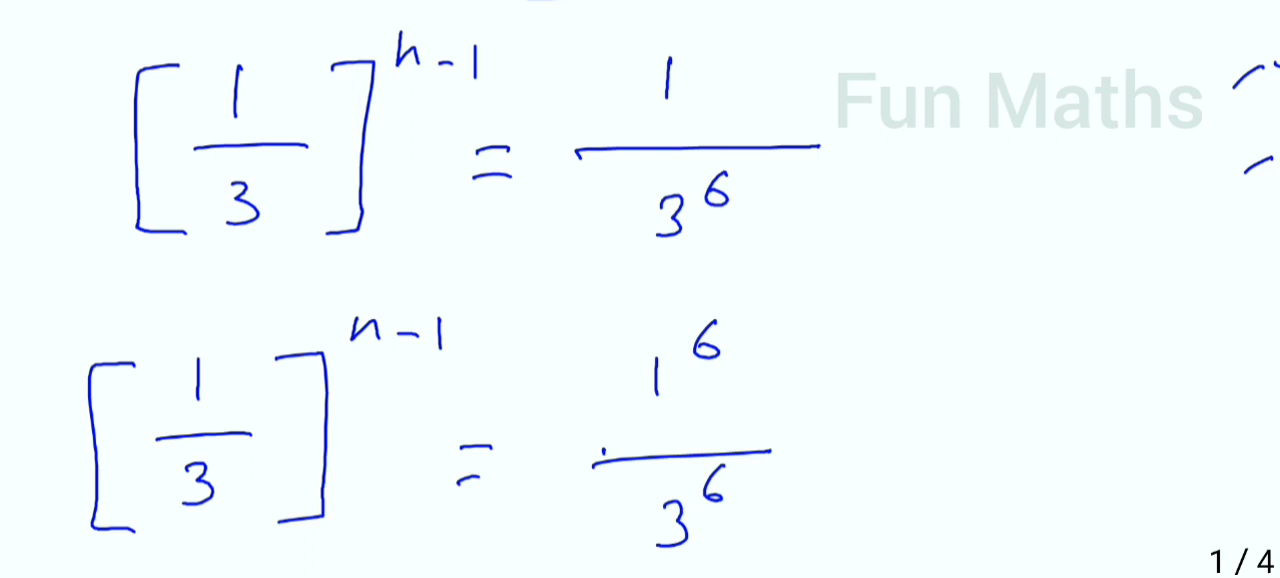 [1/3]^(n-1) = 1/3^6
Fun Maths
[1/3]^(n-1) = 1^6/3^6
1/4